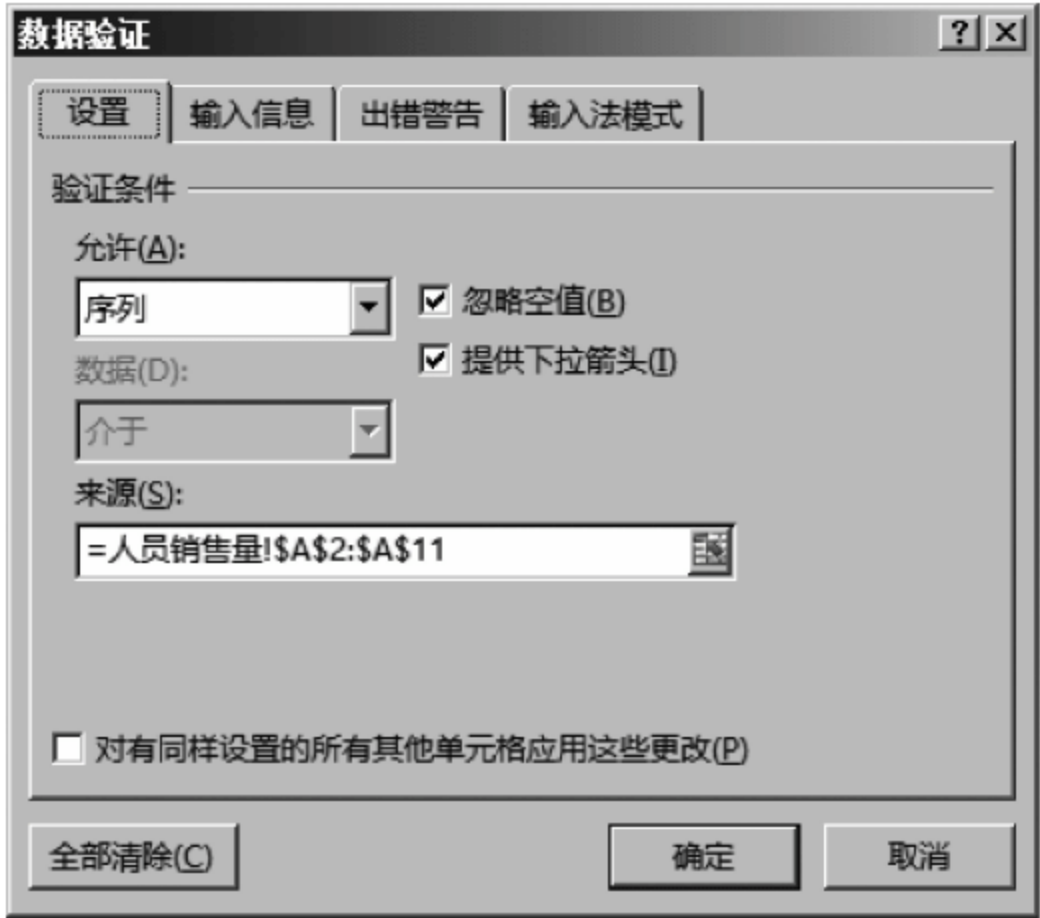 数据验证
设置 输入信息 出错警告 输入法模式
验证条件
允许(A):
序列 忽略空值(B)
数据(D): 提供下拉箭头(I)
介于
来源(S):
=人员销售量!$A$2:$A$11
对有同样设置的所有其他单元格应用这些更改(P)
全部清除(C) 确定 取消